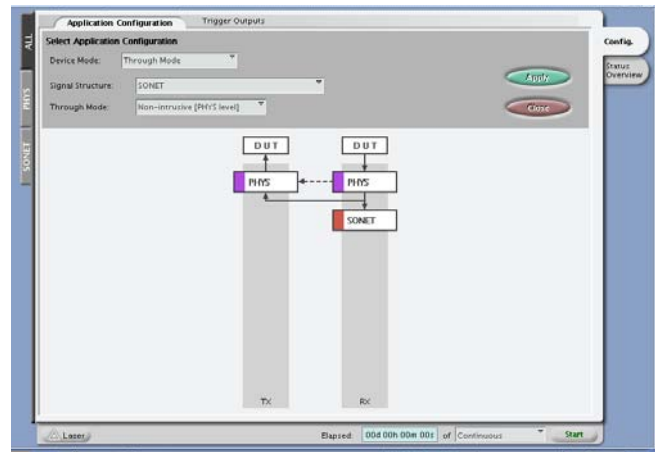 Application Configuration Trigger Outputs
ALL
PHYS
SONET
Select Application Configuration
Device Mode: Through Mode
Signal Structure: SONET
Through Mode: Non-intrusive [PHYS level]
Apply
Close
Config.
Status
Overview
DUT DUT
PHYS PHYS
SONET
TX RX
Laser Elapsed: 00d 00h 00m 00s of Continuous Start